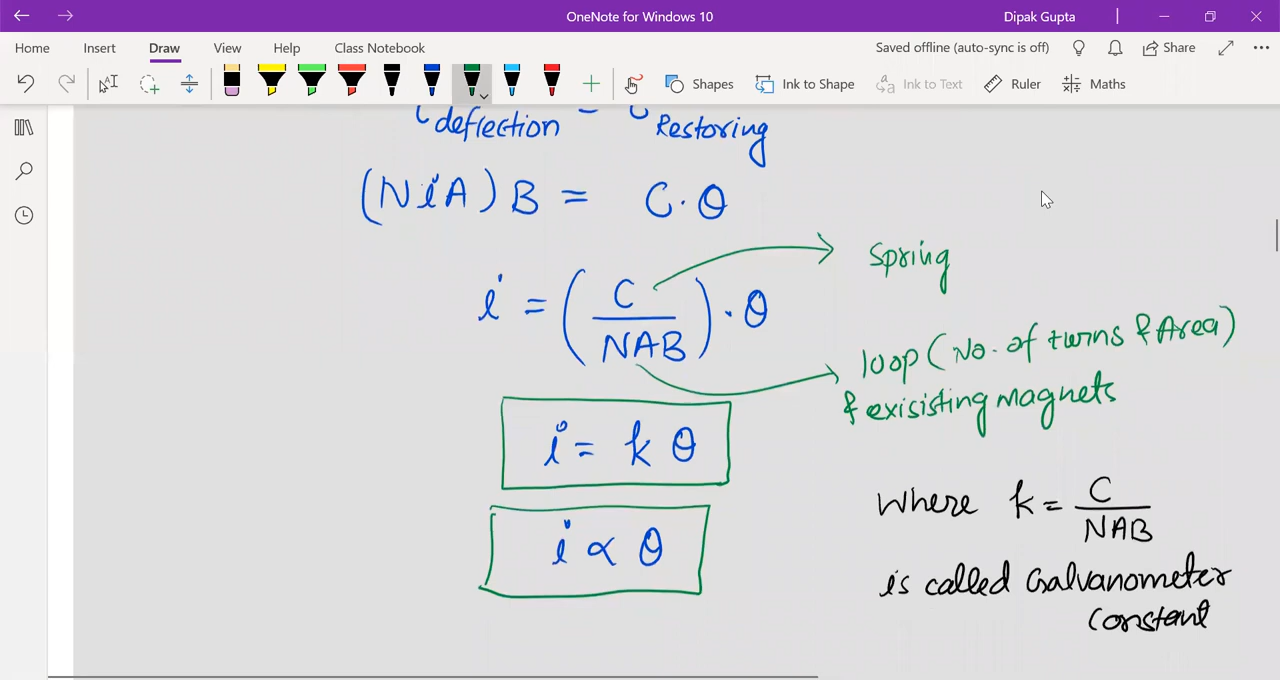 OneNote for Windows 10
Dipak Gupta
Home Insert Draw View Help Class Notebook
Saved offline (auto-sync is off) Share
Shapes Ink to Shape Ink to Text Ruler Maths
deflection = Restoring
(NiA) B = C·θ
i = (C/NAB)·θ
Spring
loop (No. of turns & Area)
& exisisting magnets
i = k θ
i ∝ θ
Where k = C/NAB
is called Galvanometer
Constant